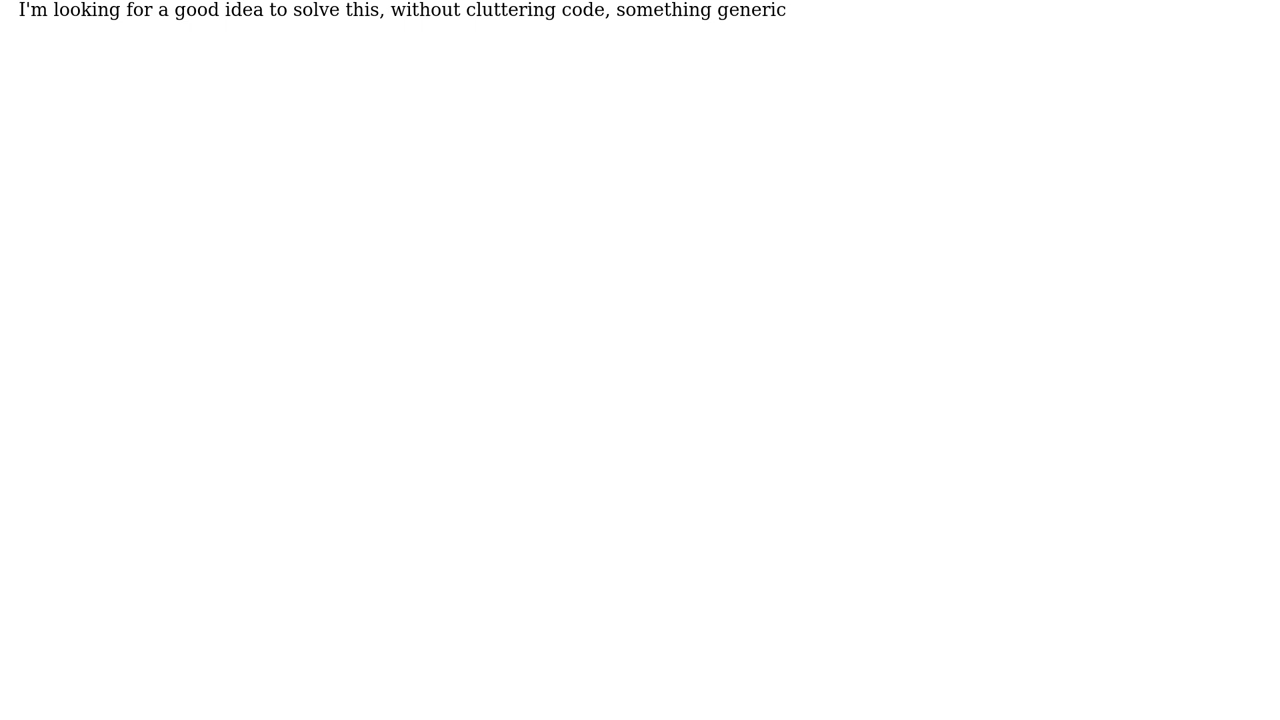 I'm looking for a good idea to solve this, without cluttering code, something generic